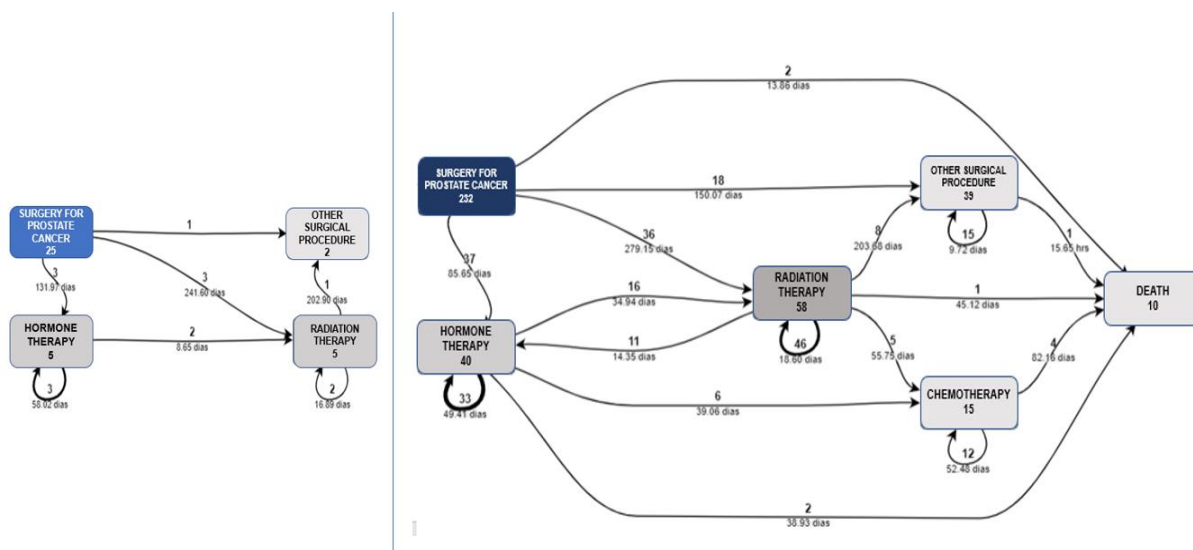 SURGERY FOR
PROSTATE
CANCER
25
1
3
131.97 dias
3
241.60 dias
OTHER
SURGICAL
PROCEDURE
2
1
202.90 dias
HORMONE
THERAPY
5
2
8.65 dias
RADIATION
THERAPY
5
3
58.02 dias
2
16.89 dias
2
13.86 dias
SURGERY FOR
PROSTATE CANCER
232
18
150.07 dias
OTHER SURGICAL
PROCEDURE
39
36
279.15 dias
8
203.68 dias
15
9.72 dias
1
15.65 hrs
37
85.65 dias
16
34.94 dias
RADIATION
THERAPY
58
1
45.12 dias
DEATH
10
HORMONE
THERAPY
40
11
14.35 dias
46
18.60 dias
5
55.75 dias
4
82.16 dias
33
49.41 dias
6
39.06 dias
CHEMOTHERAPY
15
12
52.48 dias
2
38.93 dias